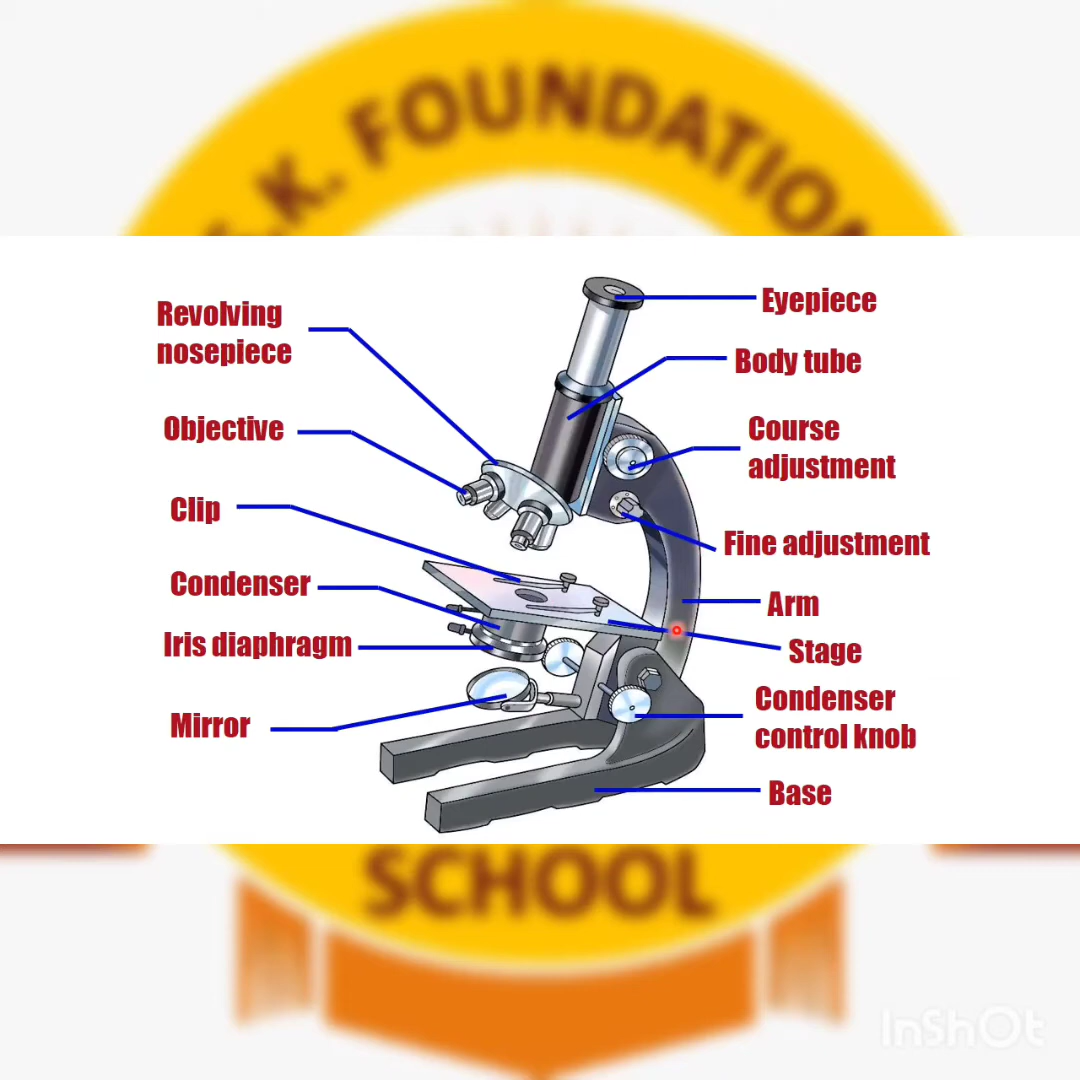 K. FOUNDATION
Revolving
nosepiece
Objective
Clip
Condenser
Iris diaphragm
Mirror
Eyepiece
Body tube
Course
adjustment
Fine adjustment
Arm
Stage
Condenser
control knob
Base
SCHOOL
InShOt